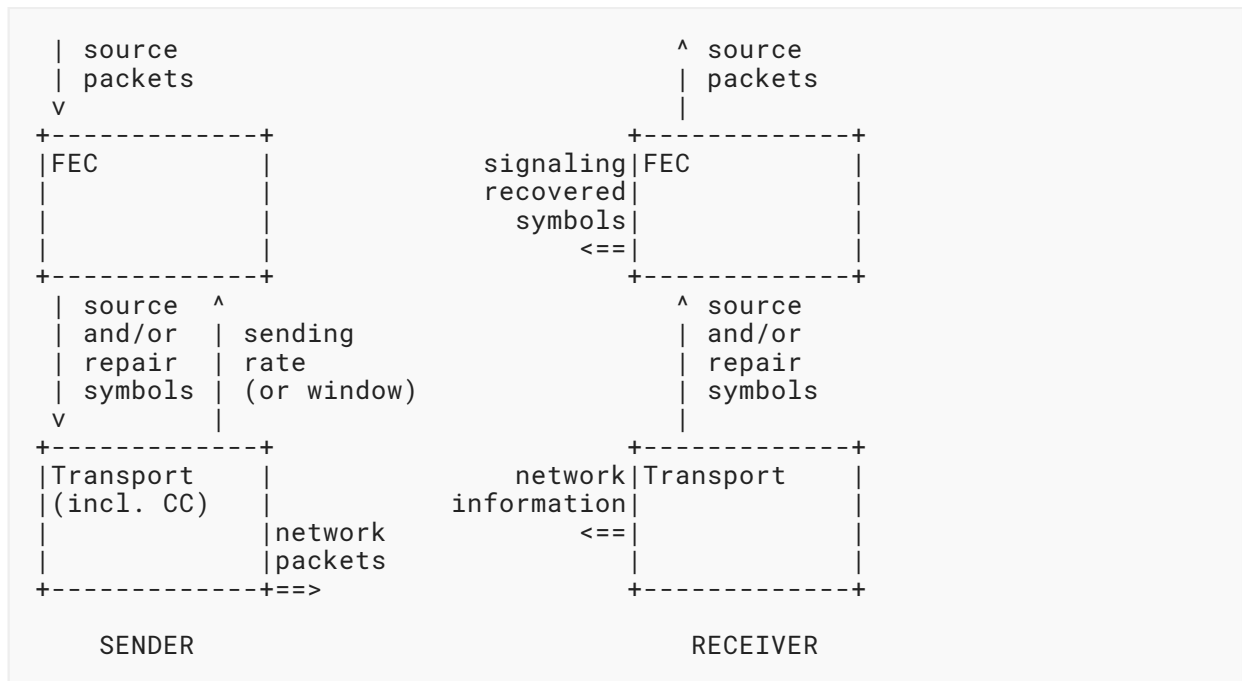 | source                                ^ source
 | packets                               | packets
 v                                       |
+-------------+                       +-------------+
|FEC          |             signaling|FEC          |
|             |             recovered|             |
|             |               symbols|             |
|             |                   <==|             |
+-------------+                       +-------------+
 | source  ^                             ^ source
 | and/or  | sending                     | and/or
 | repair  | rate                        | repair
 | symbols | (or window)                 | symbols
 v         |                             |
+-------------+                       +-------------+
|Transport    |               network|Transport    |
|(incl. CC)   |           information|             |
|             |network            <==|             |
|             |packets               |             |
+-------------+==>                    +-------------+
    SENDER                                RECEIVER